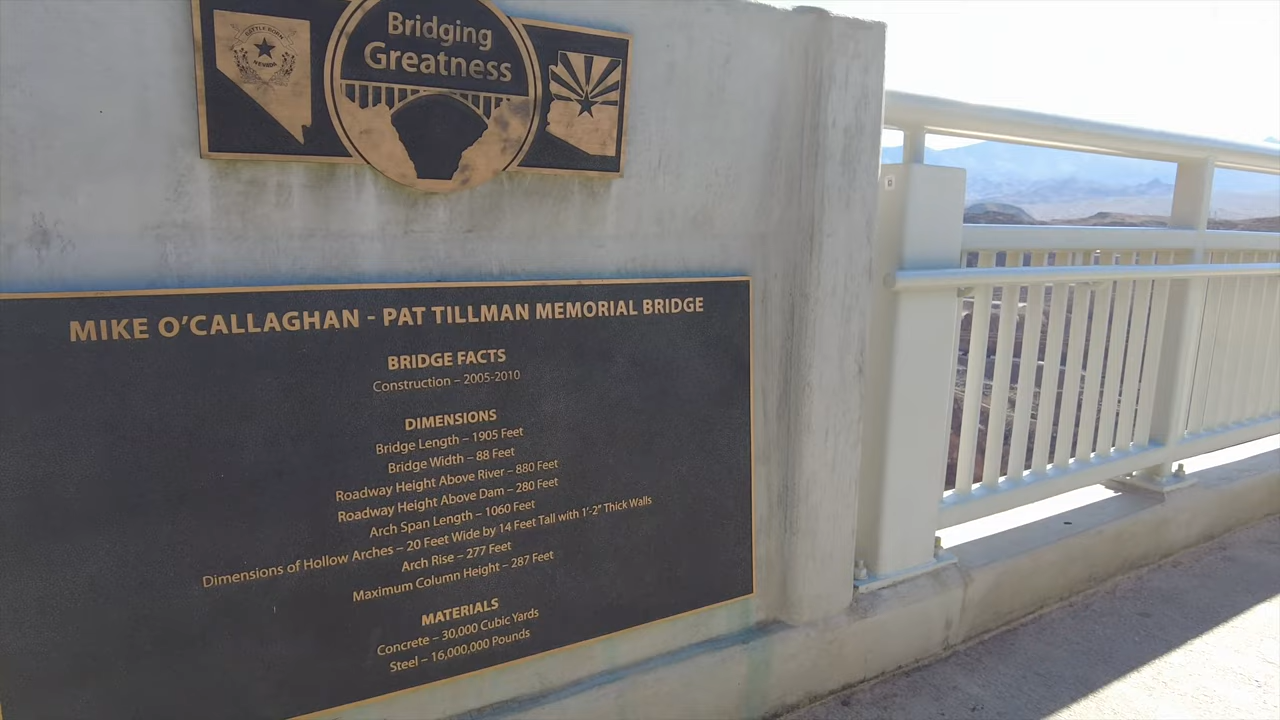 BATTLE BORN
NEVADA
Bridging
Greatness
MIKE O'CALLAGHAN - PAT TILLMAN MEMORIAL BRIDGE
BRIDGE FACTS
Construction – 2005-2010
DIMENSIONS
Bridge Length – 1905 Feet
Bridge Width – 88 Feet
Roadway Height Above River – 880 Feet
Roadway Height Above Dam – 280 Feet
Arch Span Length – 1060 Feet
Dimensions of Hollow Arches – 20 Feet Wide by 14 Feet Tall with 1'-2" Thick Walls
Arch Rise – 277 Feet
Maximum Column Height – 287 Feet
MATERIALS
Concrete – 30,000 Cubic Yards
Steel – 16,000,000 Pounds